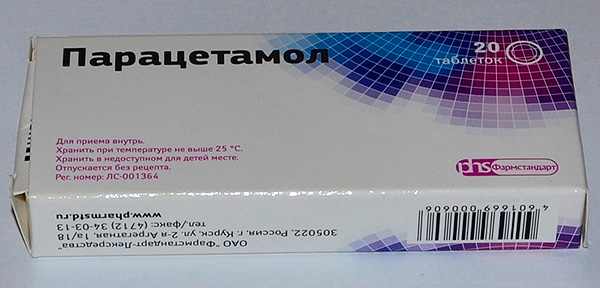 Парацетамол
20
таблеток
Для приема внутрь.
Хранить при температуре не выше 25 °С.
Хранить в недоступном для детей месте.
Отпускается без рецепта.
Рег. номер: ЛС-001364
phs Фармстандарт
ОАО "Фармстандарт-Лексредства"
305022, Россия, г. Курск, ул. 2-я Агрегатная, 1а/18
тел/факс: (4712) 34-03-13
www.pharmstd.ru
4 601669 000606